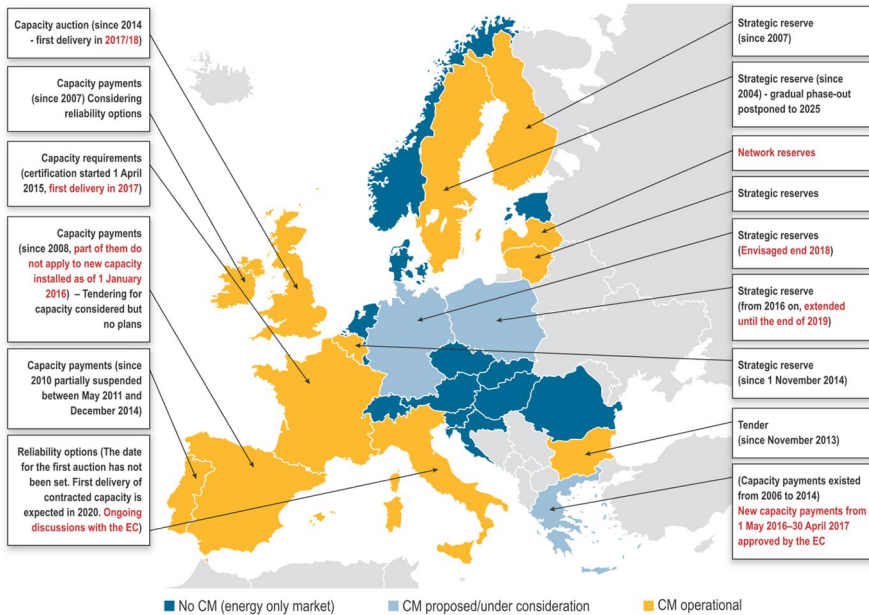 Capacity auction (since 2014
- first delivery in 2017/18)
Capacity payments
(since 2007) Considering
reliability options
Capacity requirements
(certification started 1 April
2015, first delivery in 2017)
Capacity payments
(since 2008, part of them do
not apply to new capacity
installed as of 1 January
2016) – Tendering for
capacity considered but
no plans
Capacity payments (since
2010 partially suspended
between May 2011 and
December 2014)
Reliability options (The date
for the first auction has not
been set. First delivery of
contracted capacity is
expected in 2020. Ongoing
discussions with the EC)
Strategic reserve
(since 2007)
Strategic reserve (since
2004) - gradual phase-out
postponed to 2025
Network reserves
Strategic reserves
Strategic reserves
(Envisaged end 2018)
Strategic reserve
(from 2016 on, extended
until the end of 2019)
Strategic reserve
(since 1 November 2014)
Tender
(since November 2013)
(Capacity payments existed
from 2006 to 2014)
New capacity payments from
1 May 2016–30 April 2017
approved by the EC
No CM (energy only market)
CM proposed/under consideration
CM operational